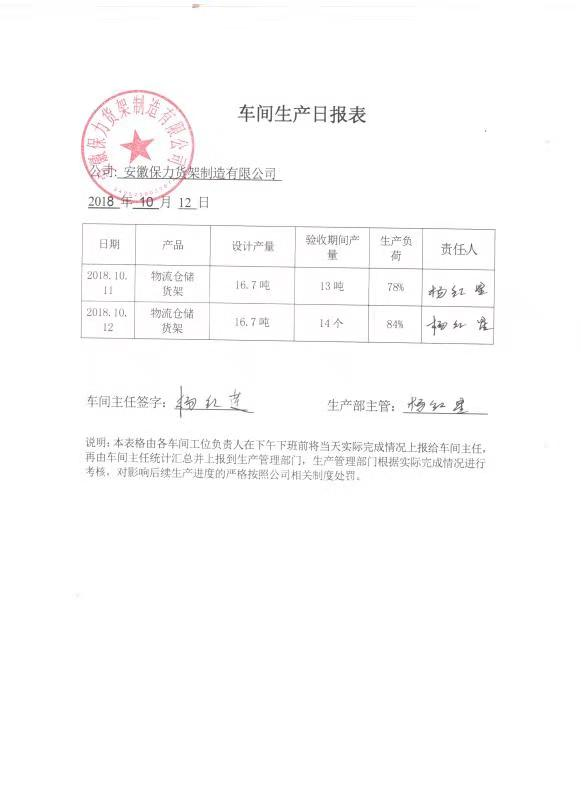 车间生产日报表
安徽保力货架制造有限公司
公司: 安徽保力货架制造有限公司
2018 年 10 月 12 日
日期 产品 设计产量 验收期间产量 生产负荷 责任人
2018.10.11 物流仓储货架 16.7 吨 13 吨 78% 杨红星
2018.10.12 物流仓储货架 16.7 吨 14 个 84% 杨红星
车间主任签字: 杨红莲 生产部主管: 杨红星
说明: 本表格由各车间工位负责人在下午下班前将当天实际完成情况上报给车间主任,
再由车间主任统计汇总并上报到生产管理部门, 生产管理部门根据实际完成情况进行
考核, 对影响后续生产进度的严格按照公司相关制度处罚。